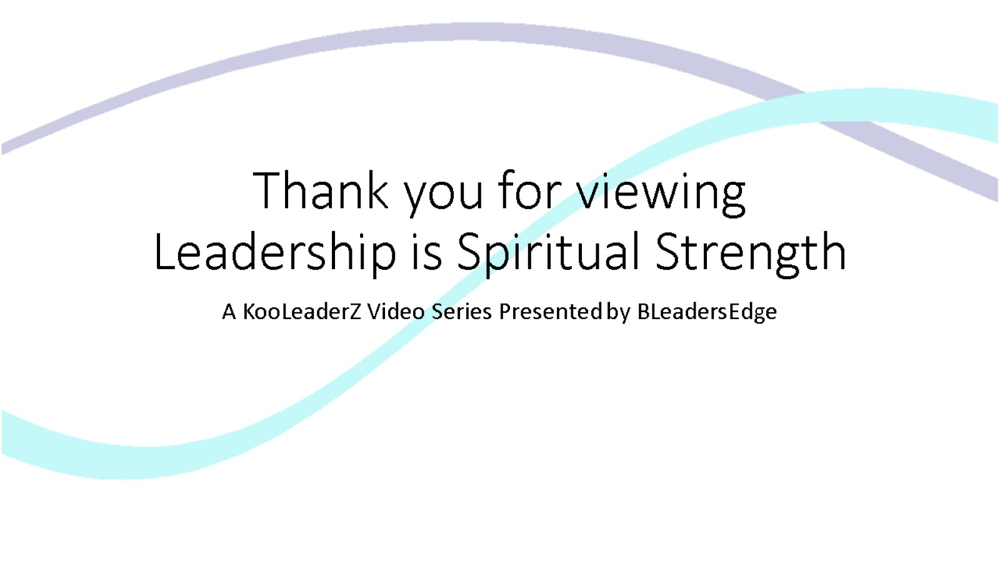 Thank you for viewing
Leadership is Spiritual Strength
A KooLeaderZ Video Series Presented by BLeadersEdge